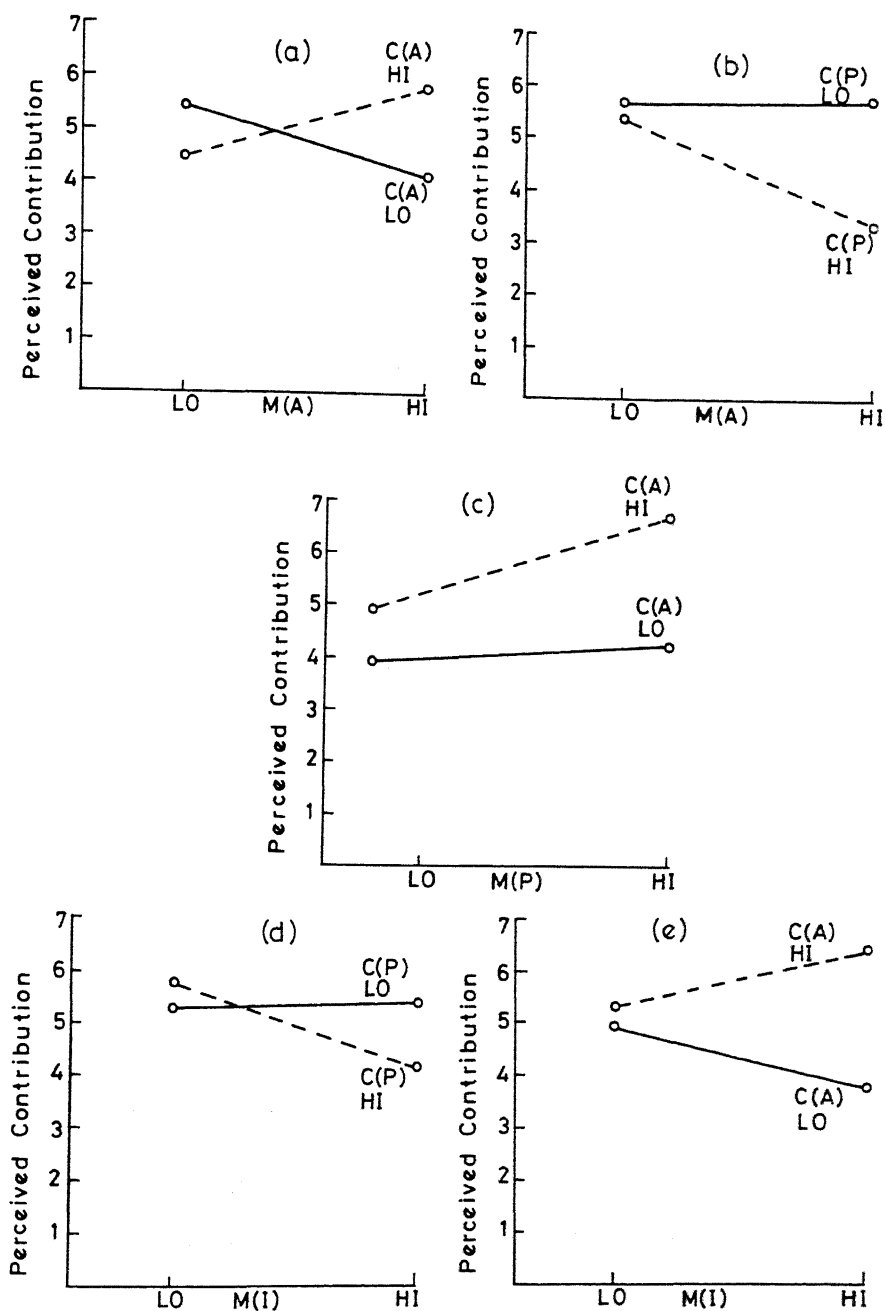 (a)
7
6
5
4
3
2
1
Perceived Contribution
C(A)
HI
C(A)
LO
LO M(A) HI
(b)
7
6
5
4
3
2
1
Perceived Contribution
C(P)
LO
C(P)
HI
LO M(A) HI
(c)
7
6
5
4
3
2
1
Perceived Contribution
C(A)
HI
C(A)
LO
LO M(P) HI
(d)
7
6
5
4
3
2
1
Perceived Contribution
C(P)
LO
C(P)
HI
LO M(I) HI
(e)
7
6
5
4
3
2
1
Perceived Contribution
C(A)
HI
C(A)
LO
LO M(I) HI